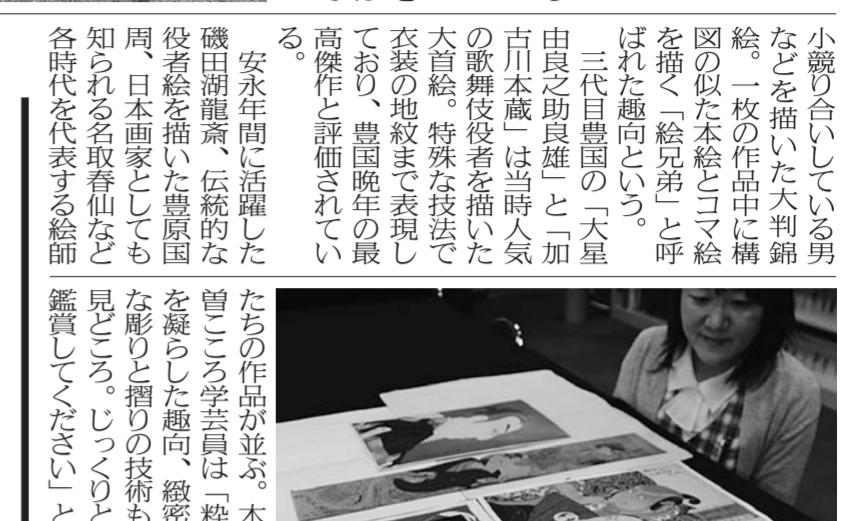 小競り合いしている男
などを描いた大判錦
絵。一枚の作品中に構
図の似た本絵とコマ絵
を描く「絵兄弟」と呼
ばれた趣向という。
三代目豊国の「大星
由良之助良雄」と「加
古川本蔵」は当時人気
の歌舞伎役者を描いた
大首絵。特殊な技法で
衣装の地紋まで表現し
ており、豊国晩年の最
高傑作と評価されてい
る。
安永年間に活躍した
磯田湖龍斎、伝統的な
役者絵を描いた豊原国
周、日本画家としても
知られる名取春仙など
各時代を代表する絵師
たちの作品が並ぶ。木
曽こころ学芸員は「粋
を凝らした趣向、緻密
な彫りと摺りの技術も
見どころ。じっくりと
鑑賞してください」と